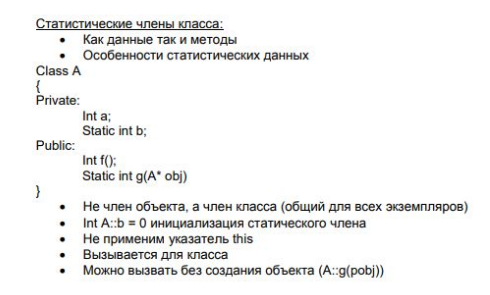 Статистические члены класса:
• Как данные так и методы
• Особенности статистических данных
Class A
{
Private:
Int a;
Static int b;
Public:
Int f();
Static int g(A* obj)
}
• Не член объекта, а член класса (общий для всех экземпляров)
• Int A::b = 0 инициализация статического члена
• Не применим указатель this
• Вызывается для класса
• Можно вызвать без создания объекта (A::g(pobj))